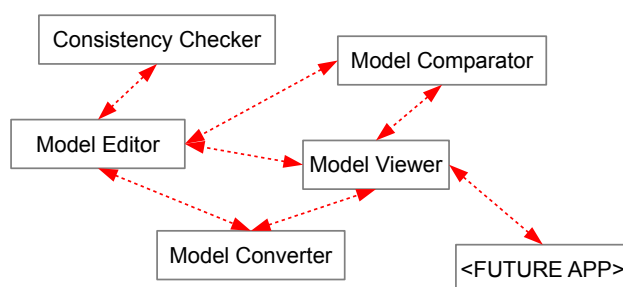 Consistency Checker
Model Comparator
Model Editor
Model Viewer
Model Converter
<FUTURE APP>